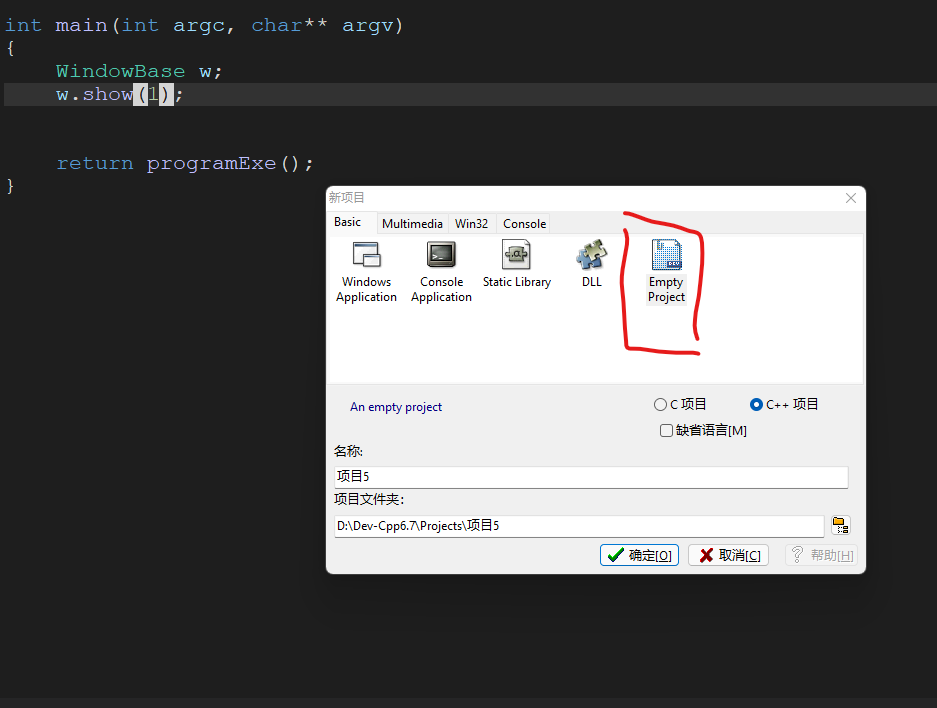 int main(int argc, char** argv)
{
WindowBase w;
w.show(1);
return programExe();
}
新项目
Basic Multimedia Win32 Console
Windows Application
Console Application
Static Library
DLL
Empty Project
An empty project
C 项目 C++ 项目
缺省语言[M]
名称:
项目5
项目文件夹:
D:\Dev-Cpp6.7\Projects\项目5
确定[O] 取消[C] 帮助[H]